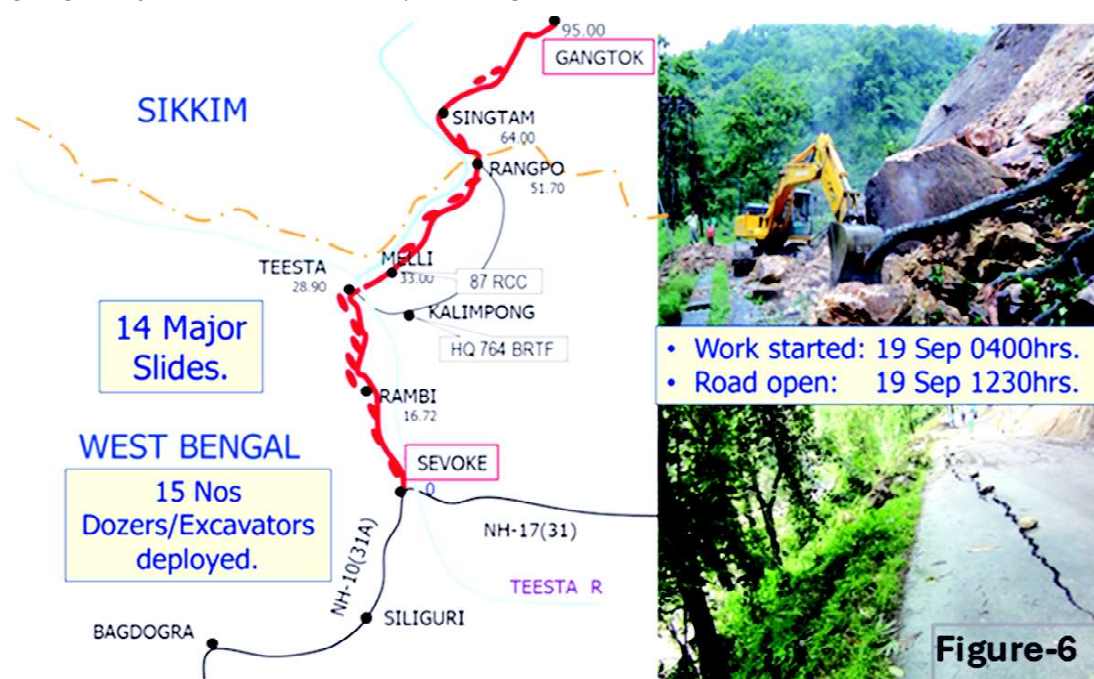 95.00
GANGTOK
SIKKIM
SINGTAM
64.00
RANGPO
51.70
MELLI
33.00
TEESTA
28.90
87 RCC
KALIMPONG
HQ 764 BRTF
14 Major
Slides.
RAMBI
16.72
WEST BENGAL
SEVOKE
0
15 Nos
Dozers/Excavators
deployed.
NH-10(31A)
NH-17(31)
TEESTA R
SILIGURI
BAGDOGRA
• Work started: 19 Sep 0400hrs.
• Road open: 19 Sep 1230hrs.
Figure-6